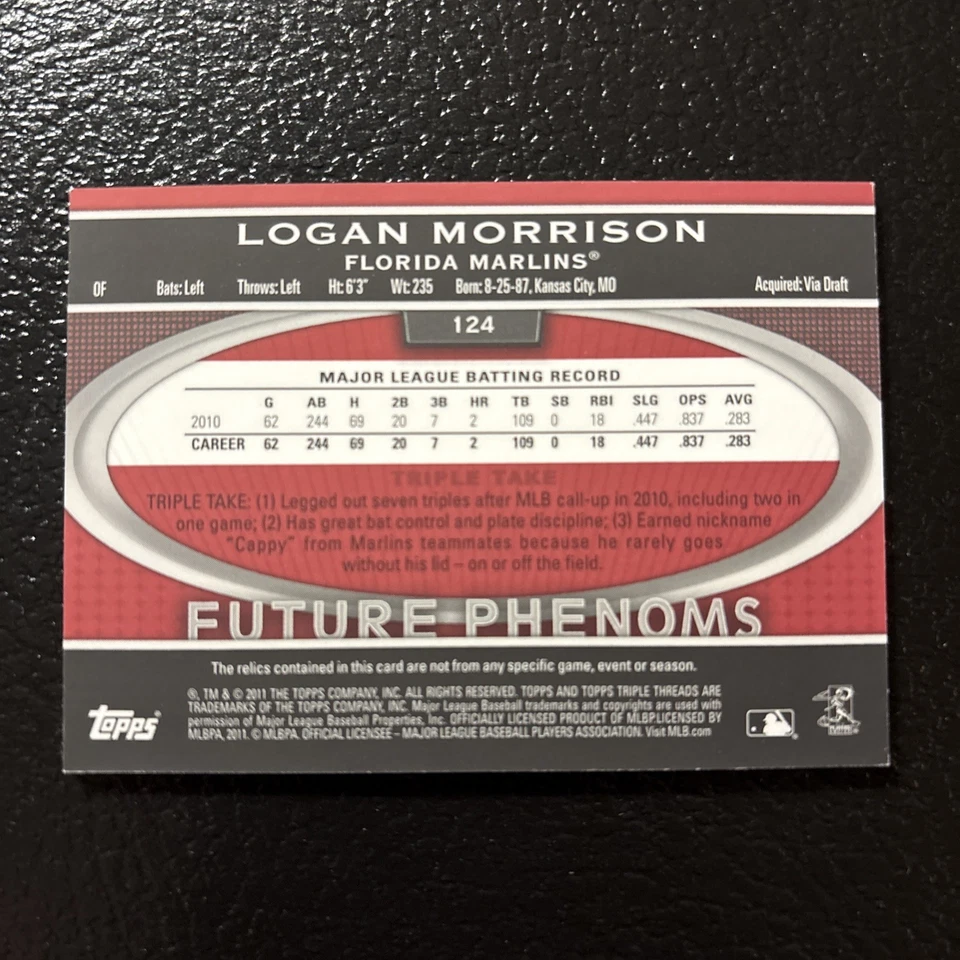 LOGAN MORRISON
FLORIDA MARLINS®
OF Bats: Left Throws: Left Ht: 6'3" Wt: 235 Born: 8-25-87, Kansas City, MO Acquired: Via Draft
124
MAJOR LEAGUE BATTING RECORD
G AB H 2B 3B HR TB SB RBI SLG OPS AVG
2010 62 244 69 20 7 2 109 0 18 .447 .837 .283
CAREER 62 244 69 20 7 2 109 0 18 .447 .837 .283
TRIPLE TAKE
TRIPLE TAKE: (1) Legged out seven triples after MLB call-up in 2010, including two in
one game; (2) Has great bat control and plate discipline; (3) Earned nickname
"Cappy" from Marlins teammates because he rarely goes
without his lid – on or off the field.
FUTURE PHENOMS
The relics contained in this card are not from any specific game, event or season.
®, TM & © 2011 THE TOPPS COMPANY, INC. ALL RIGHTS RESERVED. TOPPS AND TOPPS TRIPLE THREADS ARE
TRADEMARKS OF THE TOPPS COMPANY, INC. Major League Baseball trademarks and copyrights are used with
permission of Major League Baseball Properties, Inc. OFFICIALLY LICENSED PRODUCT OF MLBPLICENSED BY
MLBPA, 2011. © MLBPA. OFFICIAL LICENSEE – MAJOR LEAGUE BASEBALL PLAYERS ASSOCIATION. Visit MLB.com
Topps®